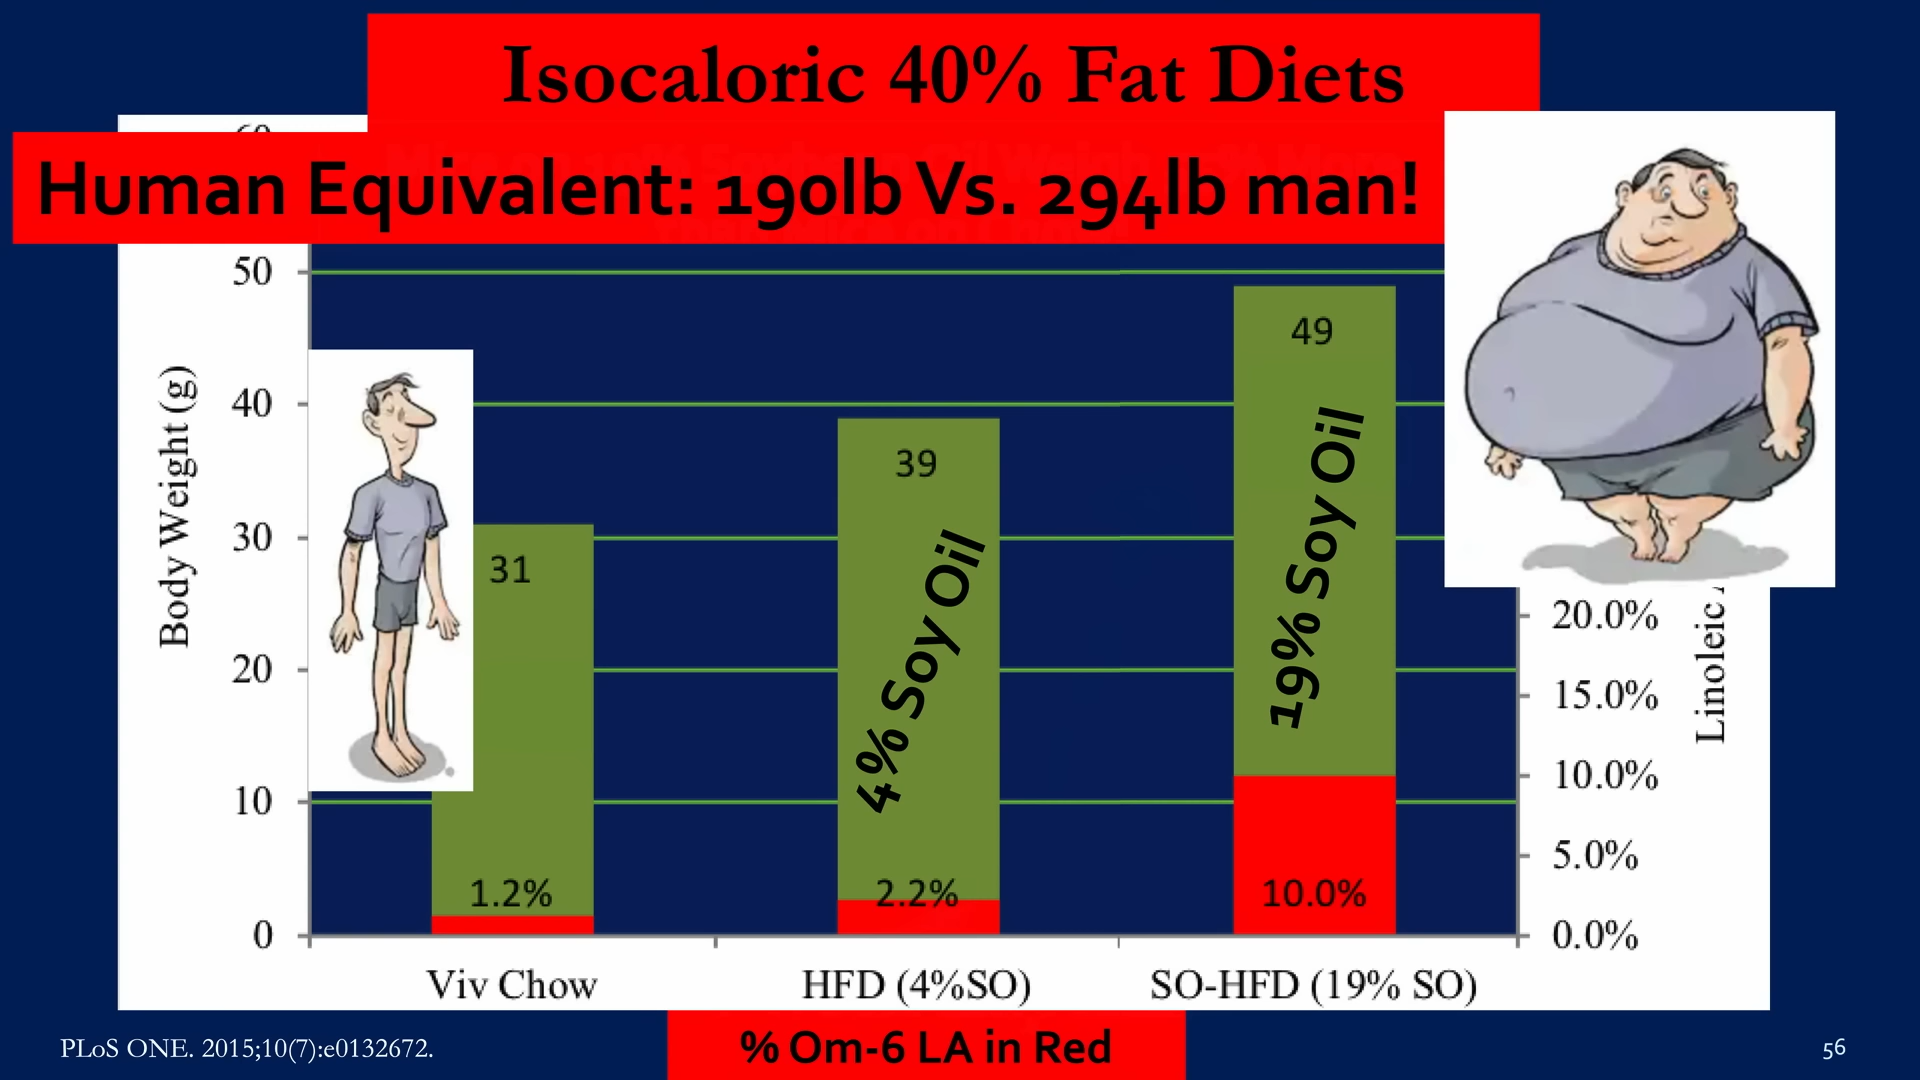 Isocaloric 40% Fat Diets
Human Equivalent: 190lb Vs. 294lb man!
60
50
40
30
20
10
0
Body Weight (g)
31
39
49
4% Soy Oil
19% Soy Oil
1.2%
2.2%
10.0%
20.0%
15.0%
10.0%
5.0%
0.0%
Linoleic
Viv Chow
HFD (4%SO)
SO-HFD (19% SO)
% Om-6 LA in Red
PLoS ONE. 2015;10(7):e0132672.
56